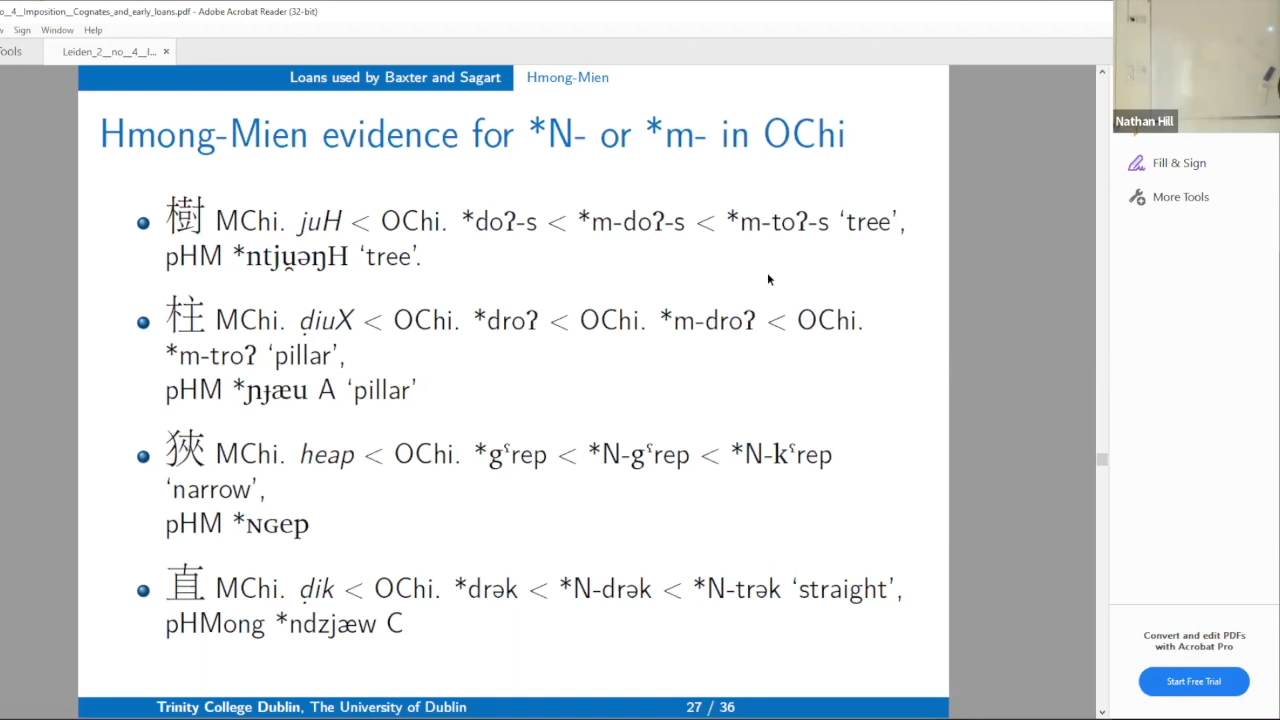 o__4__Imposition__Cognates_and_early_loans.pdf - Adobe Acrobat Reader (32-bit)
w Sign Window Help
Tools
Leiden_2__no__4__I... ×
Loans used by Baxter and Sagart Hmong-Mien
Hmong-Mien evidence for *N- or *m- in OChi
樹 MChi. juH < OChi. *doʔ-s < *m-doʔ-s < *m-toʔ-s ‘tree’,
pHM *ntju̯əŋH ‘tree’.
柱 MChi. ḍiuX < OChi. *droʔ < OChi. *m-droʔ < OChi.
*m-troʔ ‘pillar’,
pHM *ɲɟæu A ‘pillar’
狹 MChi. heap < OChi. *gˤrep < *N-gˤrep < *N-kˤrep
‘narrow’,
pHM *ɴɢep
直 MChi. ḍik < OChi. *drək < *N-drək < *N-trək ‘straight’,
pHMong *ndzjæw C
Trinity College Dublin, The University of Dublin 27 / 36
Nathan Hill
Fill & Sign
More Tools
Convert and edit PDFs
with Acrobat Pro
Start Free Trial